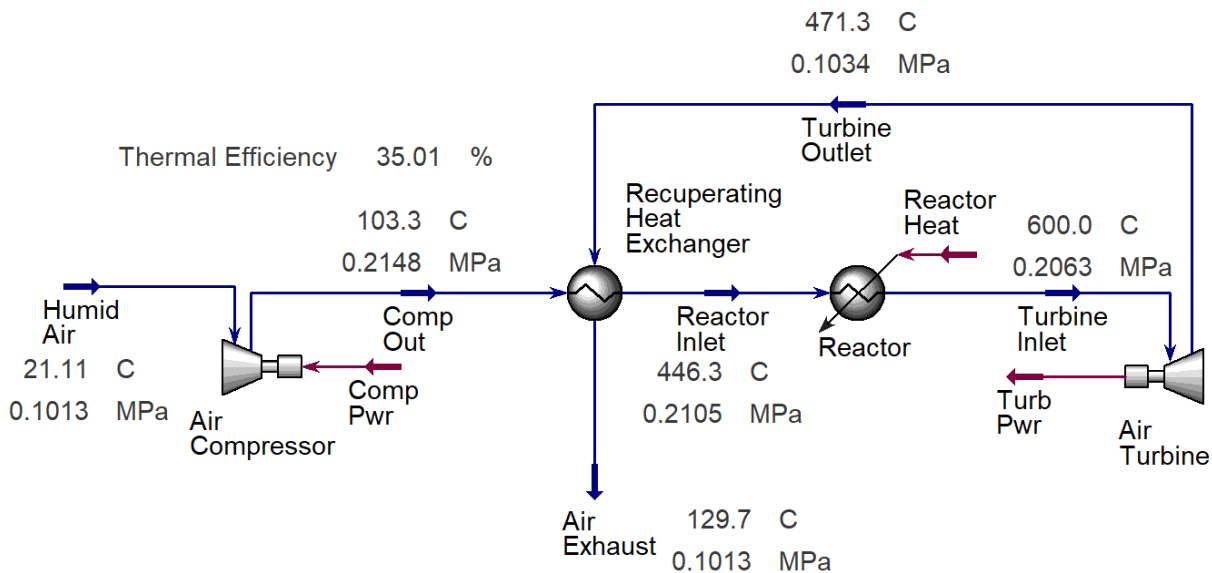 471.3 C
0.1034 MPa
Turbine
Outlet
Thermal Efficiency 35.01 %
Recuperating
Heat
Exchanger
Reactor
Heat
103.3 C
0.2148 MPa
600.0 C
0.2063 MPa
Humid
Air
21.11 C
0.1013 MPa
Comp
Out
Comp
Pwr
Air
Compressor
Reactor
Inlet
446.3 C
0.2105 MPa
Reactor
Turbine
Inlet
Turb
Pwr
Air
Turbine
Air
Exhaust
129.7 C
0.1013 MPa